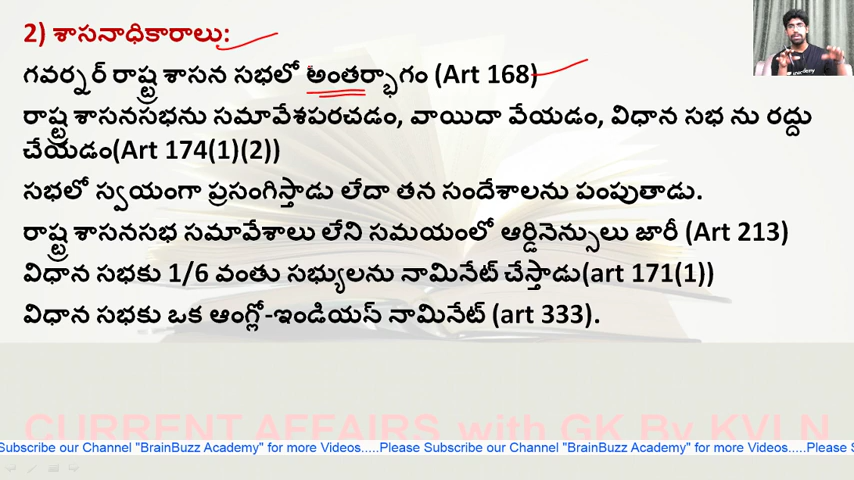 2) శాసనాధికారాలు:
గవర్నర్ రాష్ట్ర శాసన సభలో అంతర్భాగం (Art 168)
రాష్ట్ర శాసనసభను సమావేశపరచడం, వాయిదా వేయడం, విధాన సభ ను రద్దు
చేయడం(Art 174(1)(2))
సభలో స్వయంగా ప్రసంగిస్తాడు లేదా తన సందేశాలను పంపుతాడు.
రాష్ట్ర శాసనసభ సమావేశాలు లేని సమయంలో ఆర్డినెన్సులు జారీ (Art 213)
విధాన సభకు 1/6 వంతు సభ్యులను నామినేట్ చేస్తాడు(art 171(1))
విధాన సభకు ఒక ఆంగ్లో-ఇండియస్ నామినేట్ (art 333).
CURRENT AFFAIRS with GK By KVLN
Subscribe our Channel "BrainBuzz Academy" for more Videos.....Please Subscribe our Channel "BrainBuzz Academy" for more Videos.....Please S